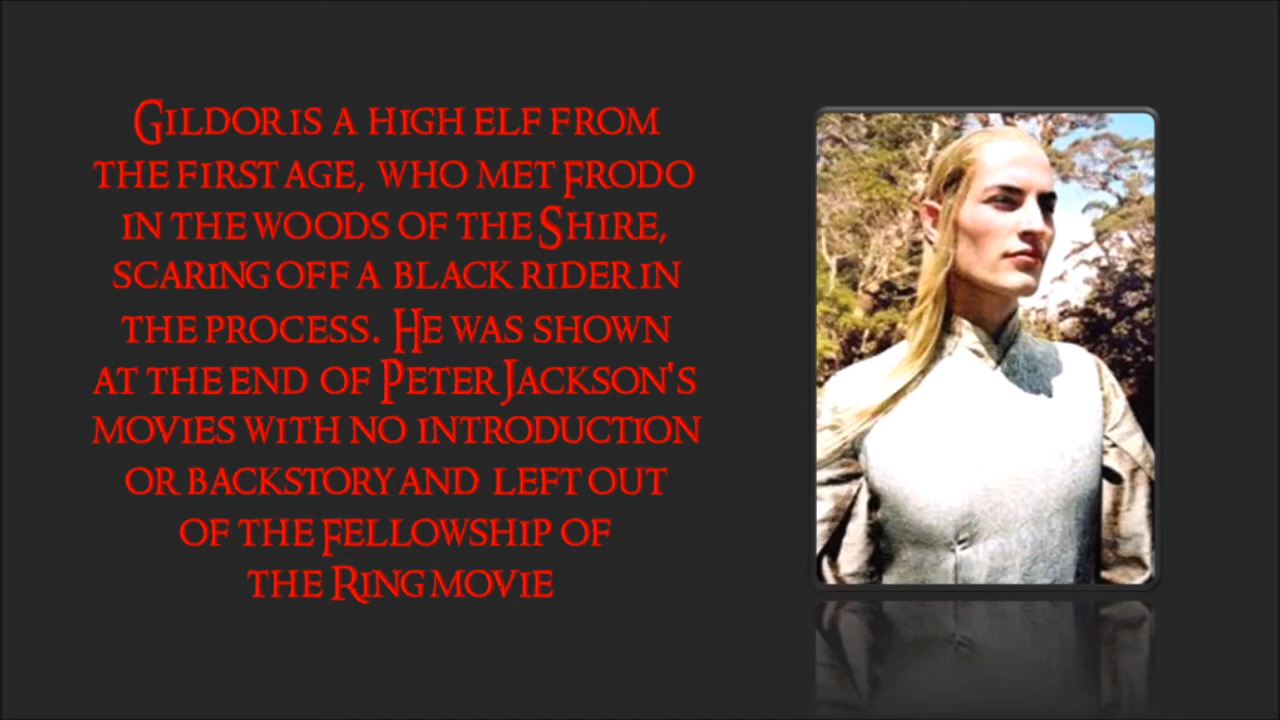 Gildor is a high elf from
the first age, who met Frodo
in the woods of the Shire,
scaring off a black rider in
the process. He was shown
at the end of Peter Jackson's
movies with no introduction
or backstory and left out
of the Fellowship of
the Ring movie